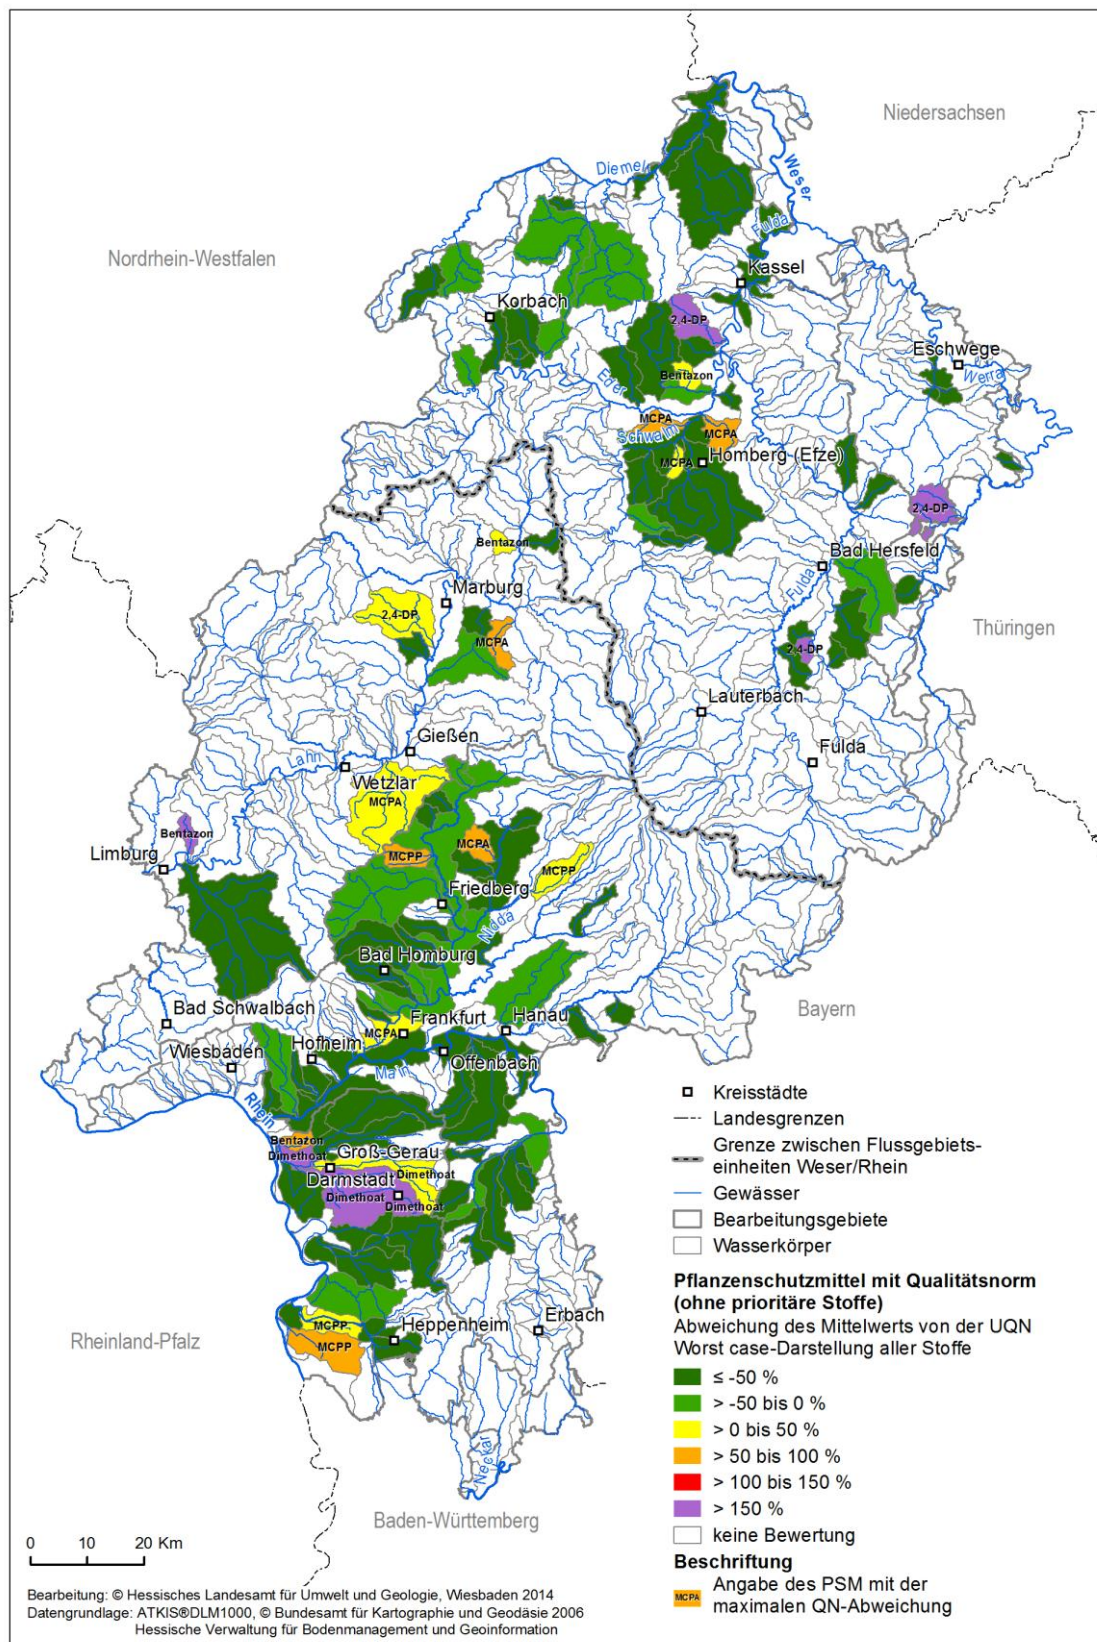 Niedersachsen
Diemel
Weser
Fulda
Nordrhein-Westfalen
Kassel
Korbach
2,4-DP
Eschwege
Werra
Bentazon
Eder
MCPA
Schwalm
MCPA
MCPA
Homberg (Efze)
2,4-DP
Bentazon
Bad Hersfeld
Fulda
Marburg
2,4-DP
Thüringen
MCPA
2,4-DP
Lauterbach
Gießen
Fulda
Lahn
Wetzlar
MCPA
Bentazon
Limburg
MCPA
MCPP
MCPP
Friedberg
Nidda
Bad Homburg
Bayern
Bad Schwalbach
Frankfurt
Hanau
MCPA
Hofheim
Wiesbaden
Offenbach
Main
Rhein
Bentazon
Dimethoat
Groß-Gerau
Dimethoat
Darmstadt
Dimethoat
Dimethoat
MCPP
Heppenheim
Erbach
Rheinland-Pfalz
MCPP
Neckar
Baden-Württemberg
Kreisstädte
Landesgrenzen
Grenze zwischen Flussgebiets-
einheiten Weser/Rhein
Gewässer
Bearbeitungsgebiete
Wasserkörper
Pflanzenschutzmittel mit Qualitätsnorm
(ohne prioritäre Stoffe)
Abweichung des Mittelwerts von der UQN
Worst case-Darstellung aller Stoffe
≤ -50 %
> -50 bis 0 %
> 0 bis 50 %
> 50 bis 100 %
> 100 bis 150 %
> 150 %
keine Bewertung
Beschriftung
MCPA
Angabe des PSM mit der
maximalen QN-Abweichung
0 10 20 Km
Bearbeitung: © Hessisches Landesamt für Umwelt und Geologie, Wiesbaden 2014
Datengrundlage: ATKIS®DLM1000, © Bundesamt für Kartographie und Geodäsie 2006
Hessische Verwaltung für Bodenmanagement und Geoinformation